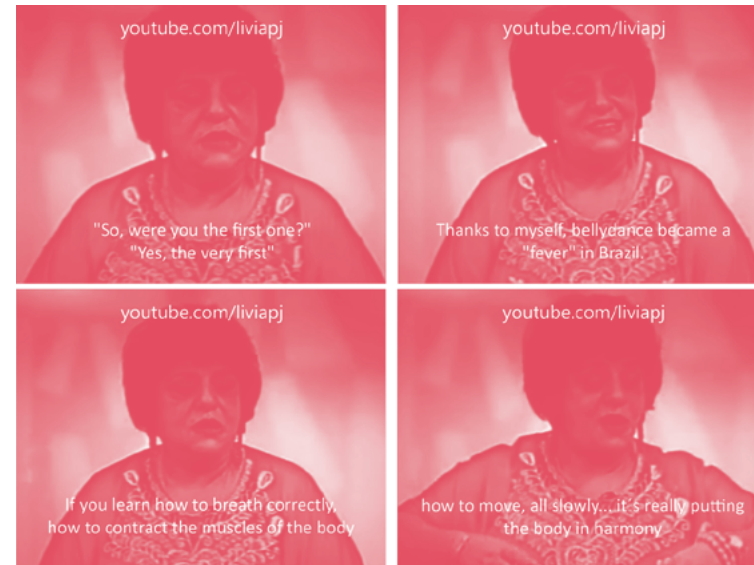 youtube.com/liviapj
"So, were you the first one?"
"Yes, the very first"
youtube.com/liviapj
Thanks to myself, bellydance became a
"fever" in Brazil.
youtube.com/liviapj
If you learn how to breath correctly,
how to contract the muscles of the body
youtube.com/liviapj
how to move, all slowly....it's really putting
the body in harmony